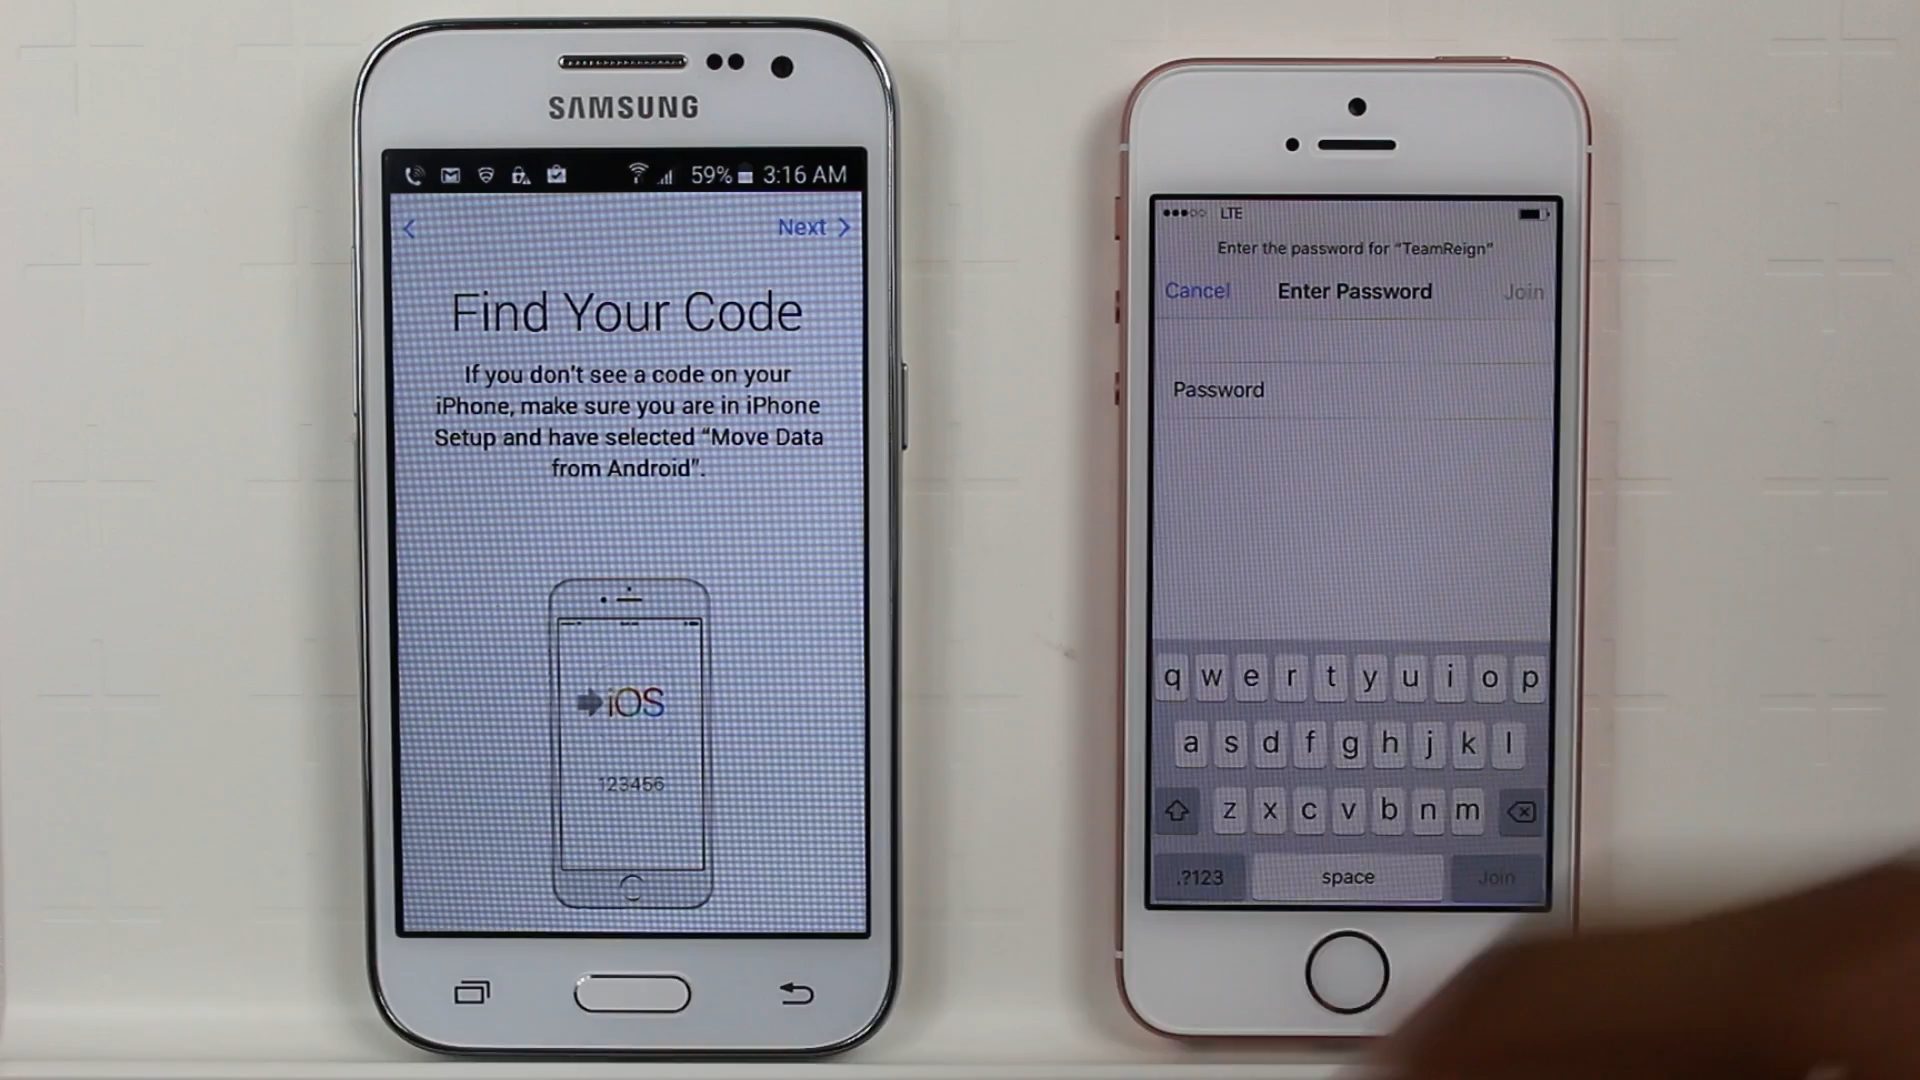 SAMSUNG
59% 3:16 AM
Next
Find Your Code
If you don't see a code on your
iPhone, make sure you are in iPhone
Setup and have selected “Move Data
from Android”.
iOS
123456
LTE
Enter the password for “TeamReign”
Cancel Enter Password Join
Password
q w e r t y u i o p
a s d f g h j k l
z x c v b n m
.?123 space Join